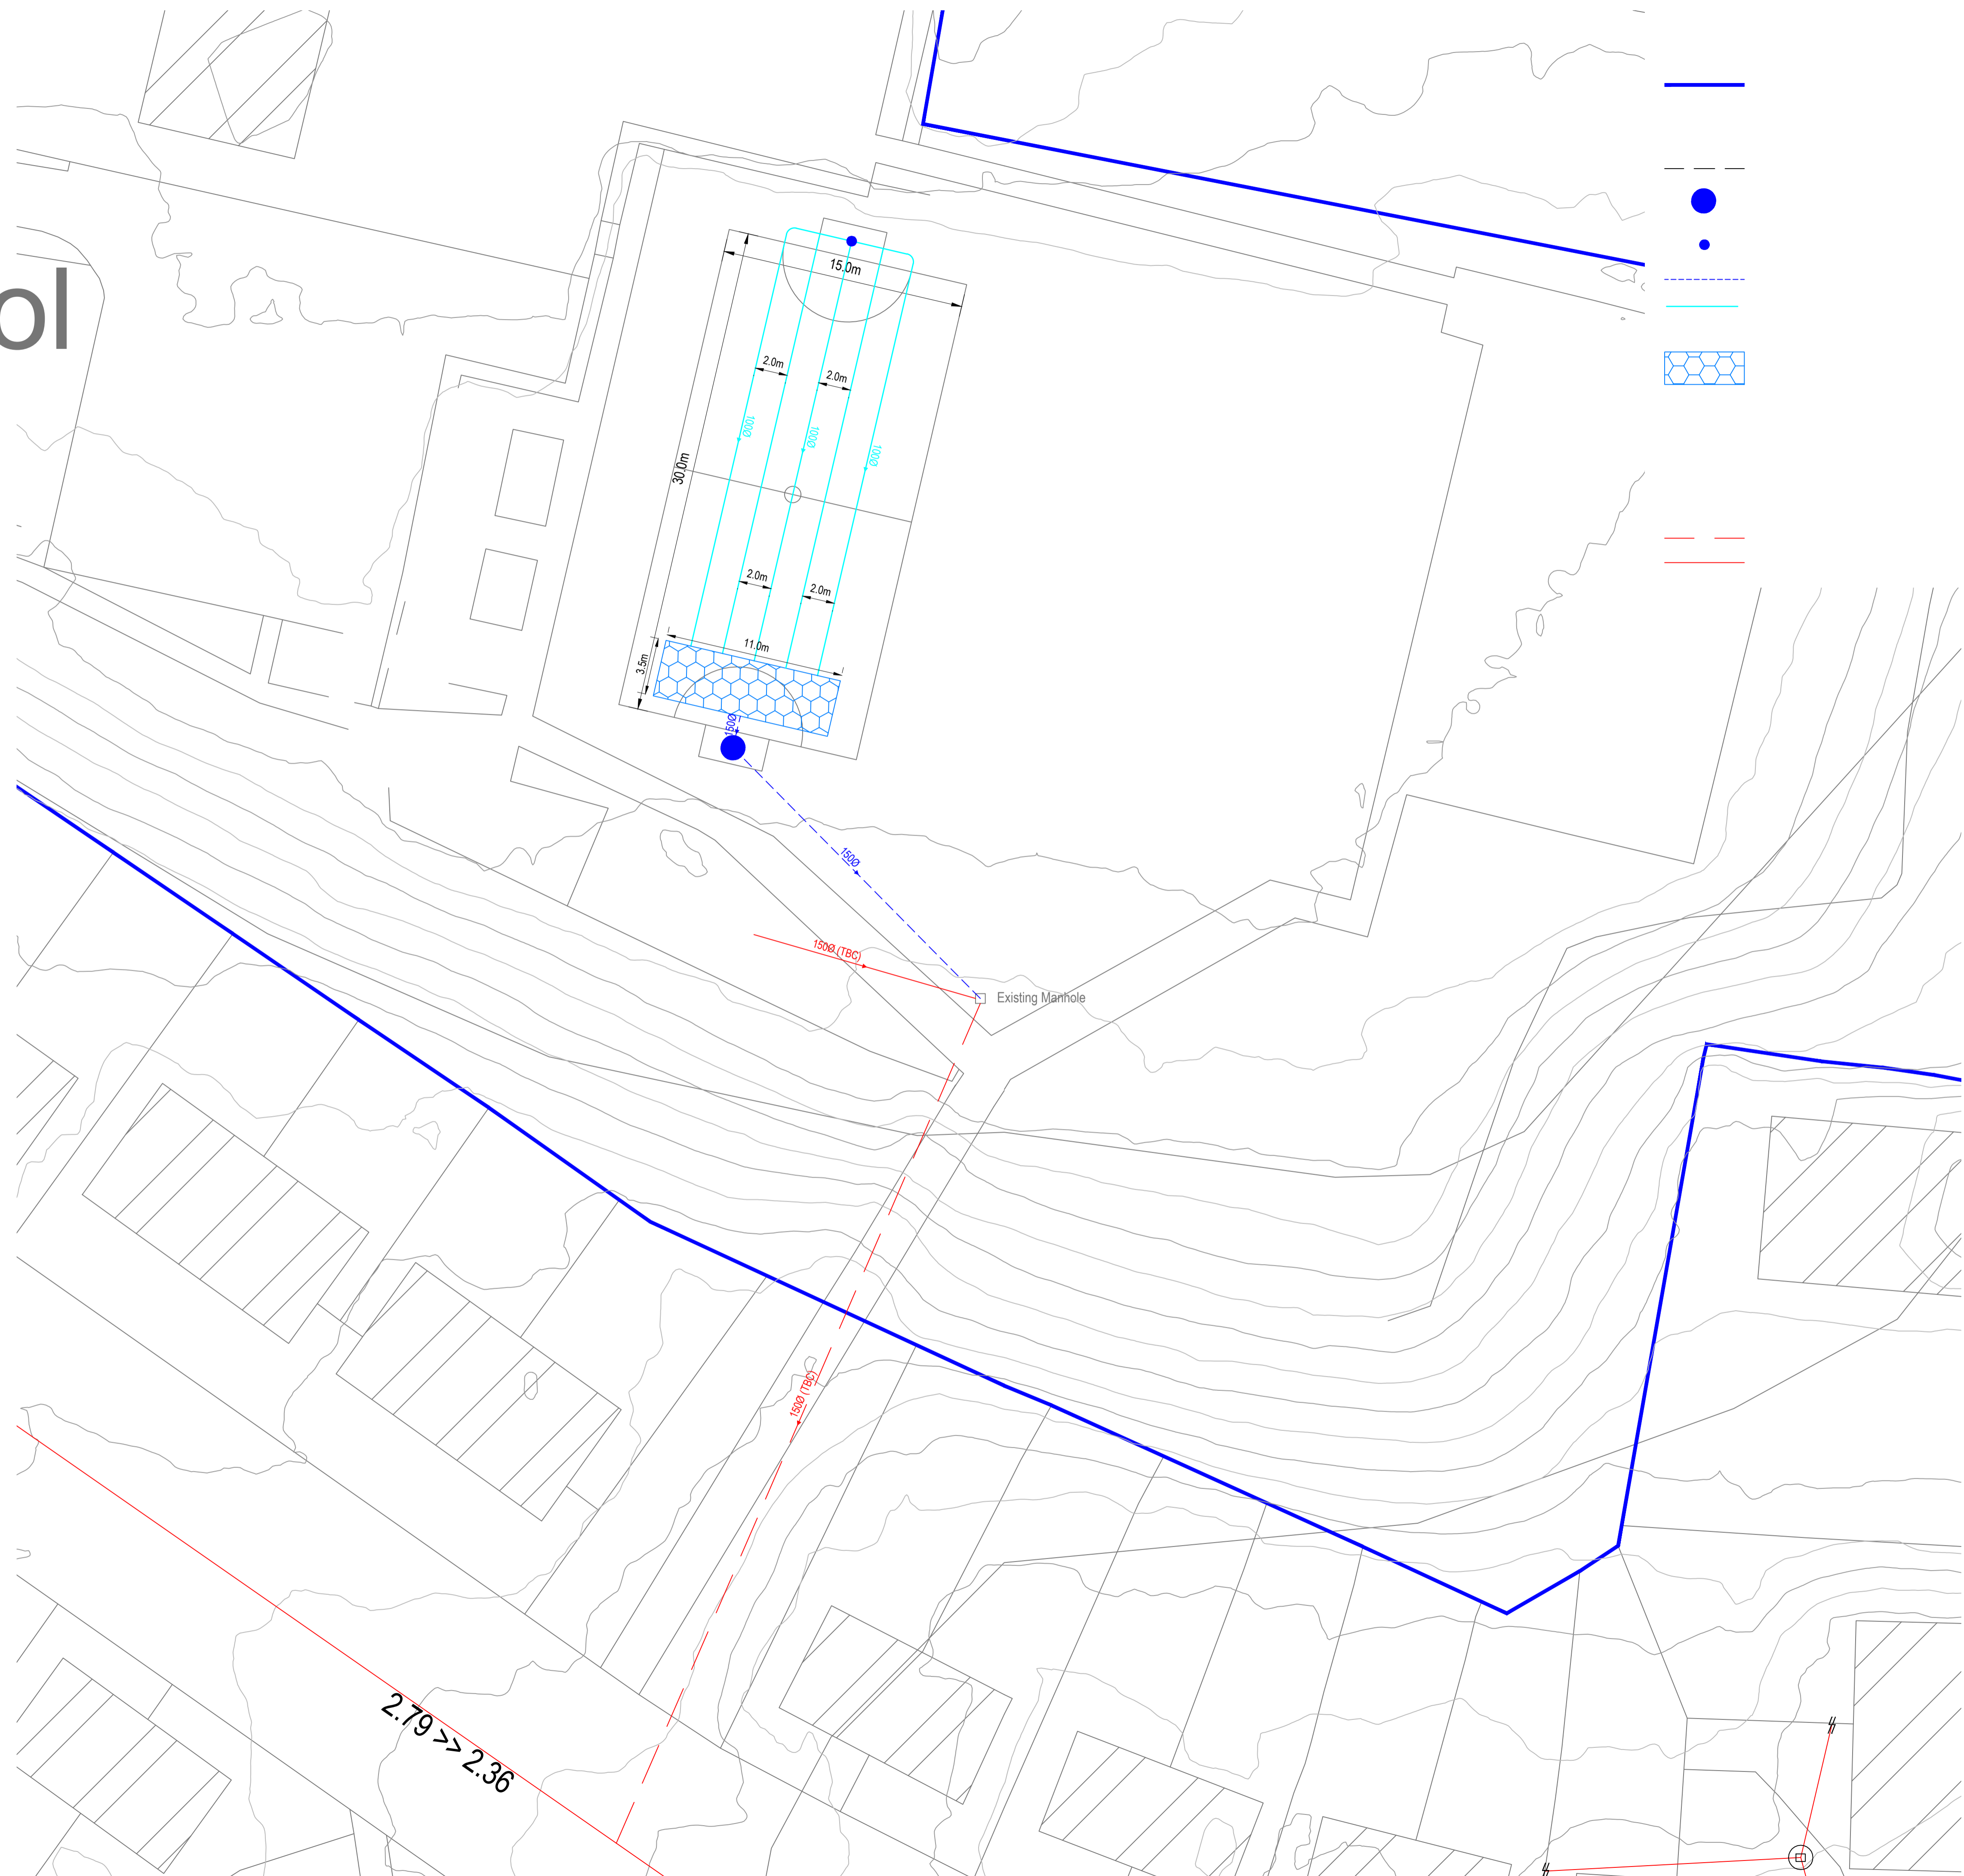 ol
15.0m
2.0m
2.0m
100Ø
100Ø
100Ø
30.0m
2.0m
2.0m
11.0m
3.5m
150Ø
150Ø
150Ø (TBC)
Existing Manhole
150Ø (TBC)
2.79 >> 2.36